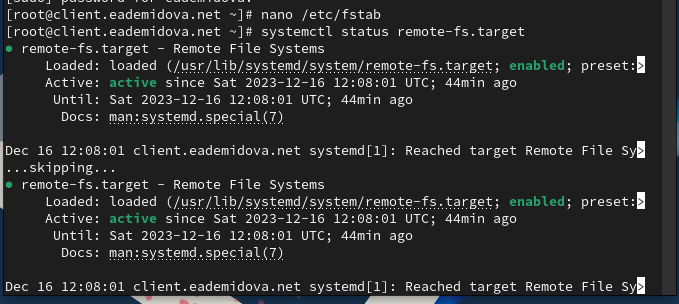 [sudo] password for eademidova:
[root@client.eademidova.net ~]# nano /etc/fstab
[root@client.eademidova.net ~]# systemctl status remote-fs.target
● remote-fs.target - Remote File Systems
     Loaded: loaded (/usr/lib/systemd/system/remote-fs.target; enabled; preset:>
     Active: active since Sat 2023-12-16 12:08:01 UTC; 44min ago
      Until: Sat 2023-12-16 12:08:01 UTC; 44min ago
       Docs: man:systemd.special(7)

Dec 16 12:08:01 client.eademidova.net systemd[1]: Reached target Remote File Sy>
...skipping...
● remote-fs.target - Remote File Systems
     Loaded: loaded (/usr/lib/systemd/system/remote-fs.target; enabled; preset:>
     Active: active since Sat 2023-12-16 12:08:01 UTC; 44min ago
      Until: Sat 2023-12-16 12:08:01 UTC; 44min ago
       Docs: man:systemd.special(7)

Dec 16 12:08:01 client.eademidova.net systemd[1]: Reached target Remote File Sy>